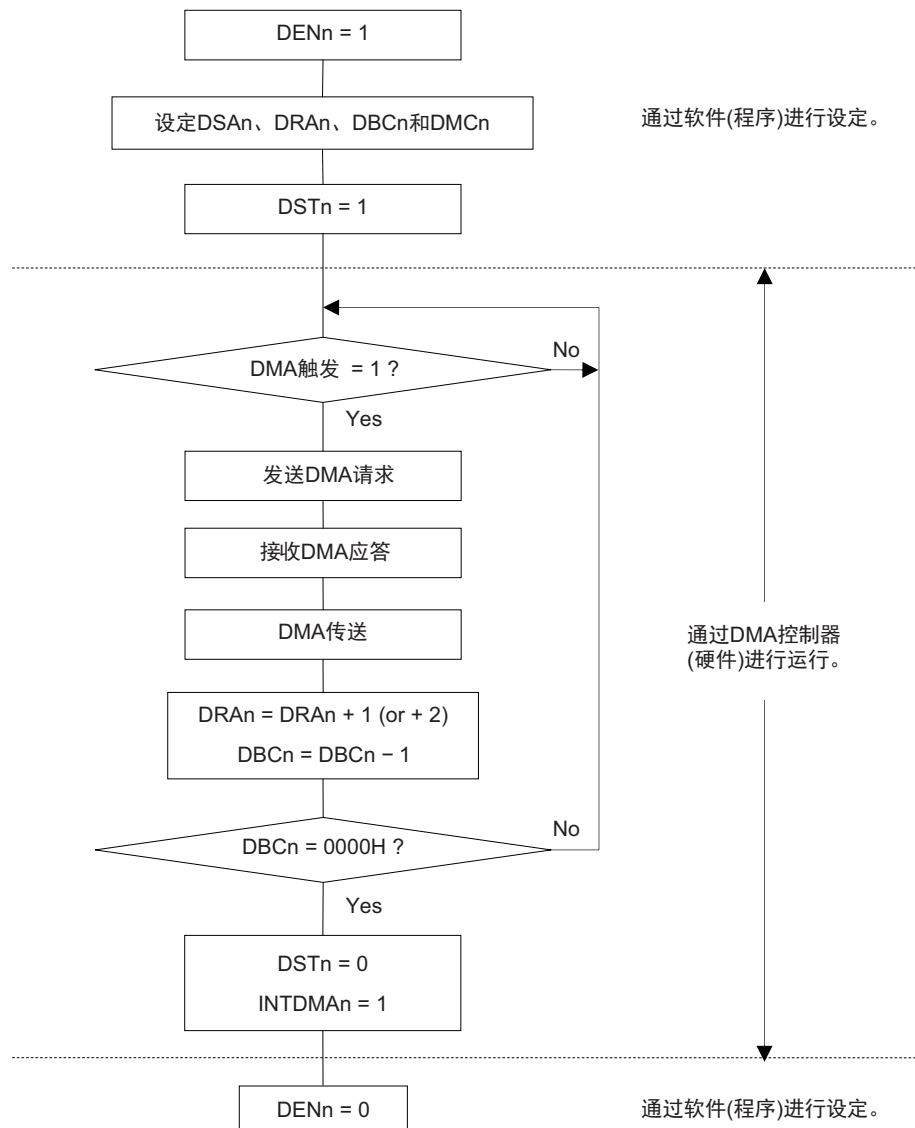 DENn = 1
设定DSAn、DRAn、DBCn和DMCn
通过软件(程序)进行设定。
DSTn = 1
DMA触发 = 1 ?
No
Yes
发送DMA请求
接收DMA应答
DMA传送
通过DMA控制器
(硬件)进行运行。
DRAn = DRAn + 1 (or + 2)
DBCn = DBCn − 1
DBCn = 0000H ?
No
Yes
DSTn = 0
INTDMAn = 1
DENn = 0
通过软件(程序)进行设定。